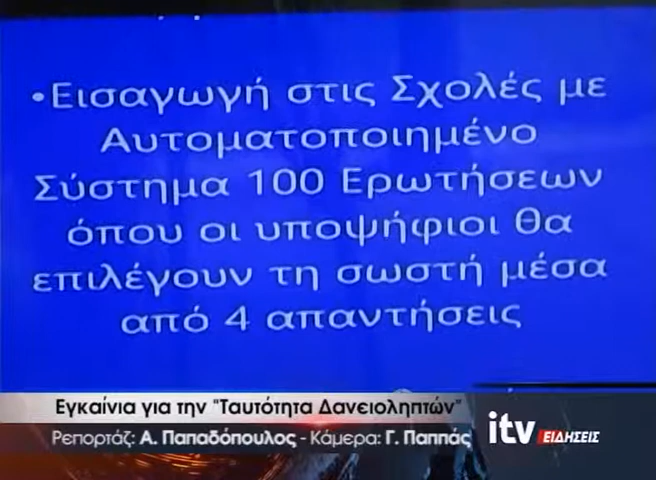 •Εισαγωγή στις Σχολές με
Αυτοματοποιημένο
Σύστημα 100 Ερωτήσεων
όπου οι υποψήφιοι θα
επιλέγουν τη σωστή μέσα
από 4 απαντήσεις
Εγκαίνια για την "Ταυτότητα Δανειοληπτών"
Ρεπορτάζ: Α. Παπαδόπουλος - Κάμερα: Γ. Παππάς
itv ΕΙΔΗΣΕΙΣ